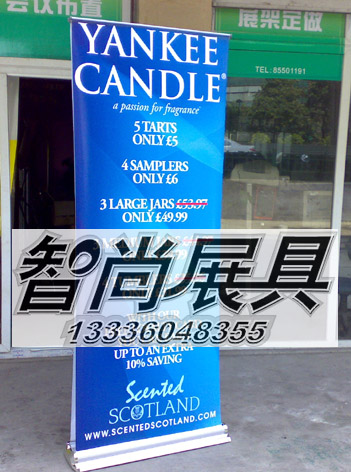 会议布置
展架定做
TEL: 85501191
YANKEE
CANDLE®
a passion for fragrance
5 TARTS
ONLY £5
4 SAMPLERS
ONLY £6
3 LARGE JARS £53.97
ONLY £49.99
智尚展具
13336048355
WITH OUR
UP TO AN EXTRA
10% SAVING
Scented
SCOTLAND
WWW.SCENTEDSCOTLAND.COM